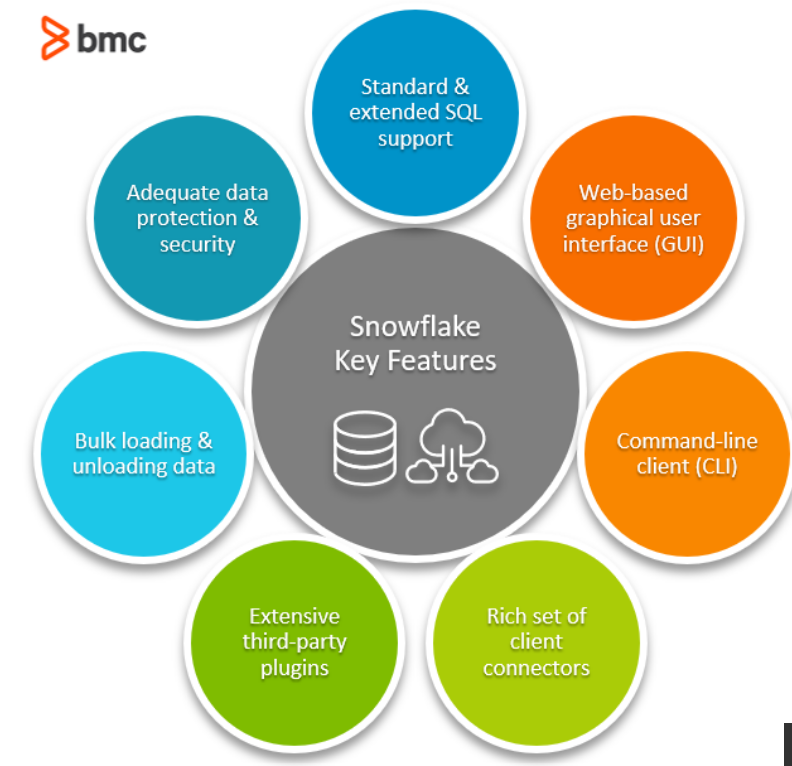 bmc
Standard &
extended SQL
support
Web-based
graphical user
interface (GUI)
Command-line
client (CLI)
Rich set of
client
connectors
Extensive
third-party
plugins
Bulk loading &
unloading data
Adequate data
protection &
security
Snowflake
Key Features